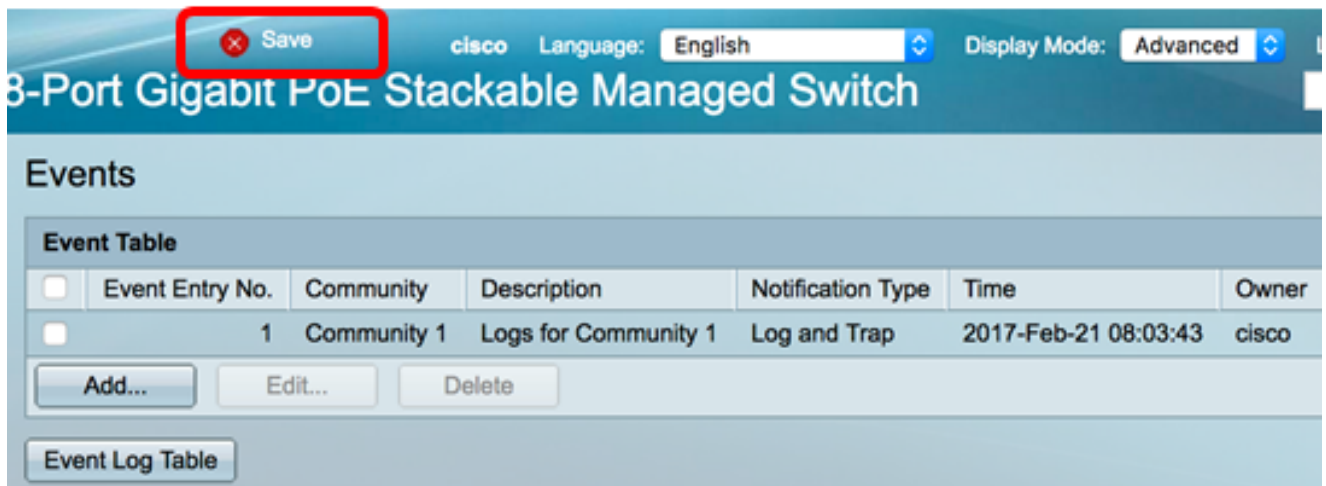 Save cisco Language: English Display Mode: Advanced
8-Port Gigabit PoE Stackable Managed Switch
Events
Event Table
Event Entry No. Community Description Notification Type Time Owner
1 Community 1 Logs for Community 1 Log and Trap 2017-Feb-21 08:03:43 cisco
Add... Edit... Delete
Event Log Table